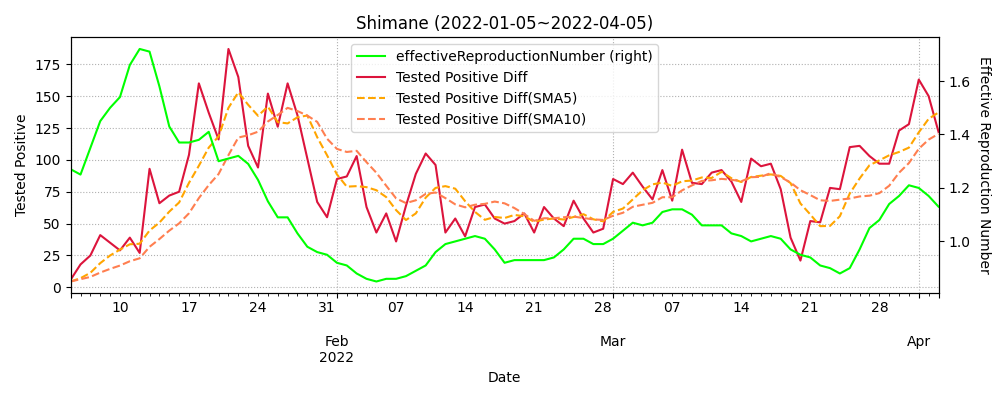 Shimane (2022-01-05~2022-04-05)
effectiveReproductionNumber (right)
Tested Positive Diff
Tested Positive Diff(SMA5)
Tested Positive Diff(SMA10)
Tested Positive
175
150
125
100
75
50
25
0
1.6
1.4
1.2
1.0
Effective Reproduction Number
10 17 24 31 07 14 21 28 07 14 21 28
Feb Mar Apr
2022
Date